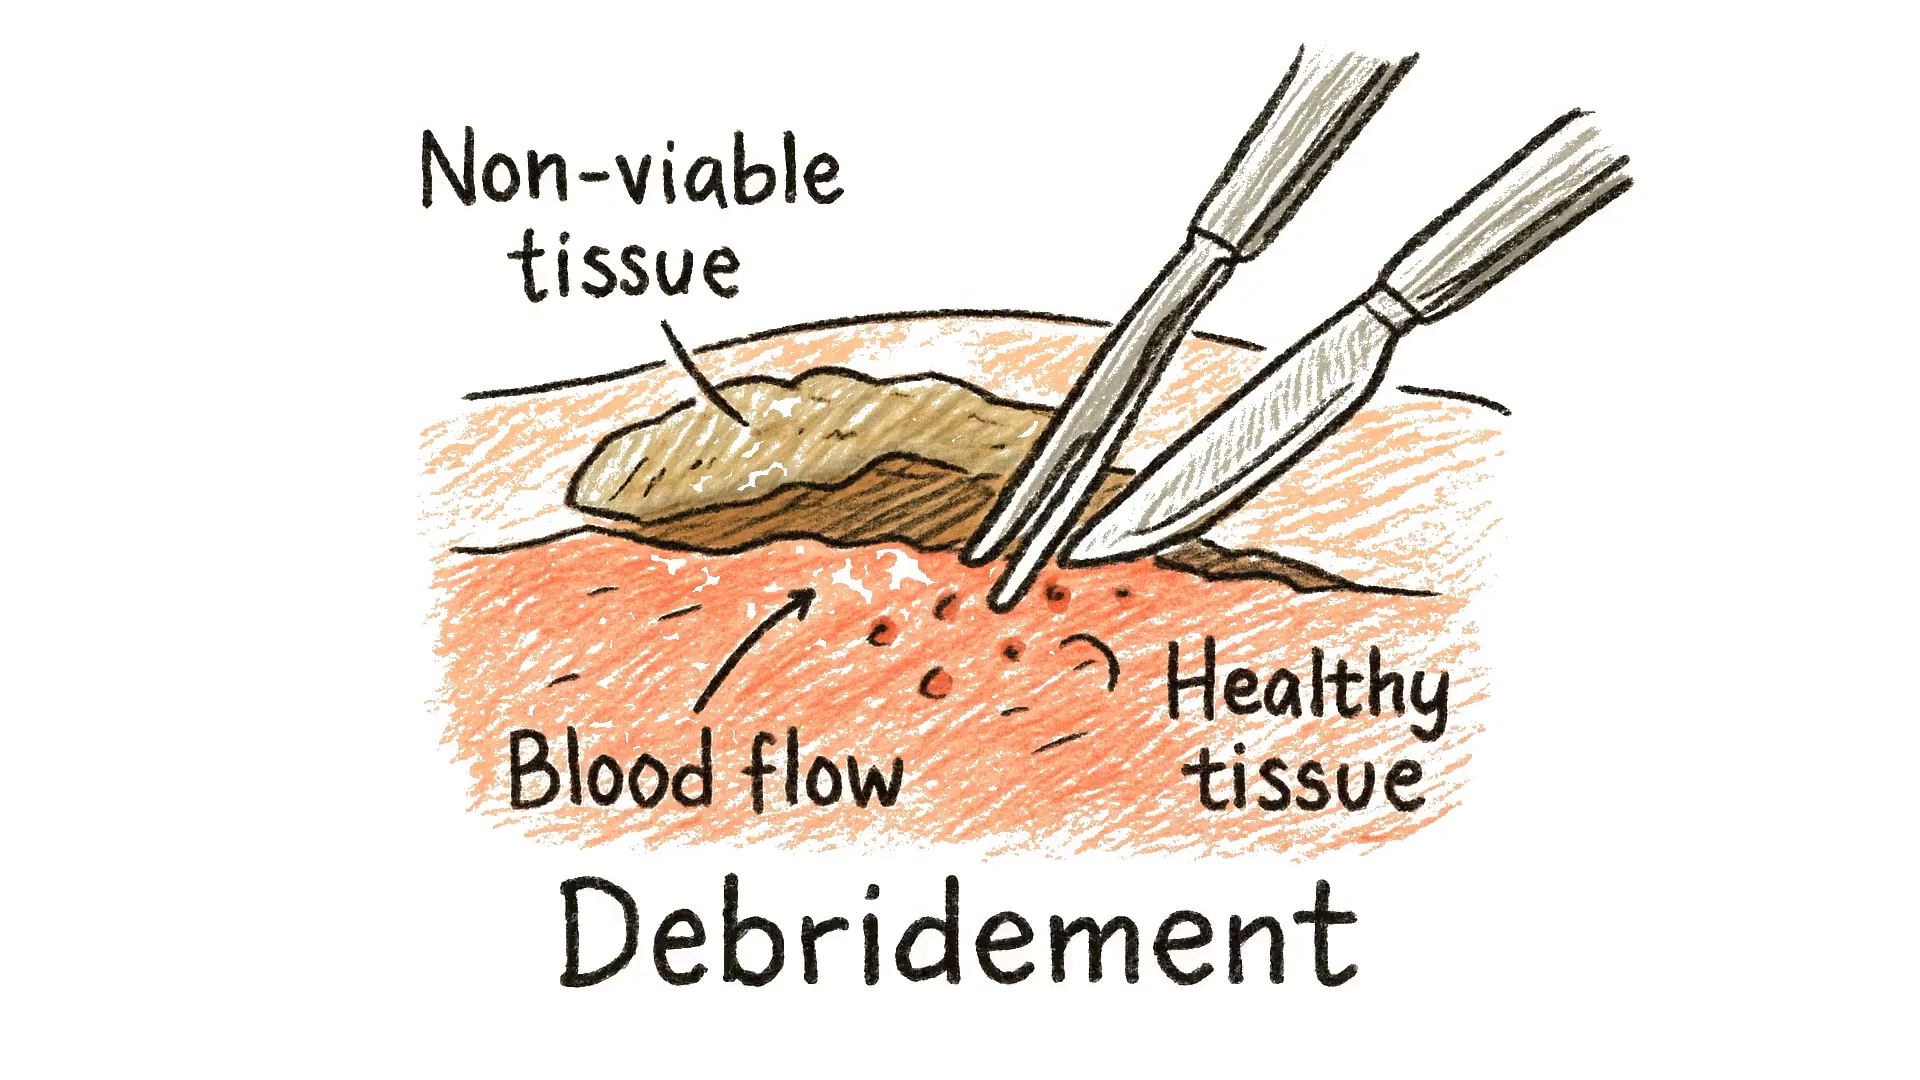 Non-viable
tissue
Blood flow
Healthy
tissue
Debridement